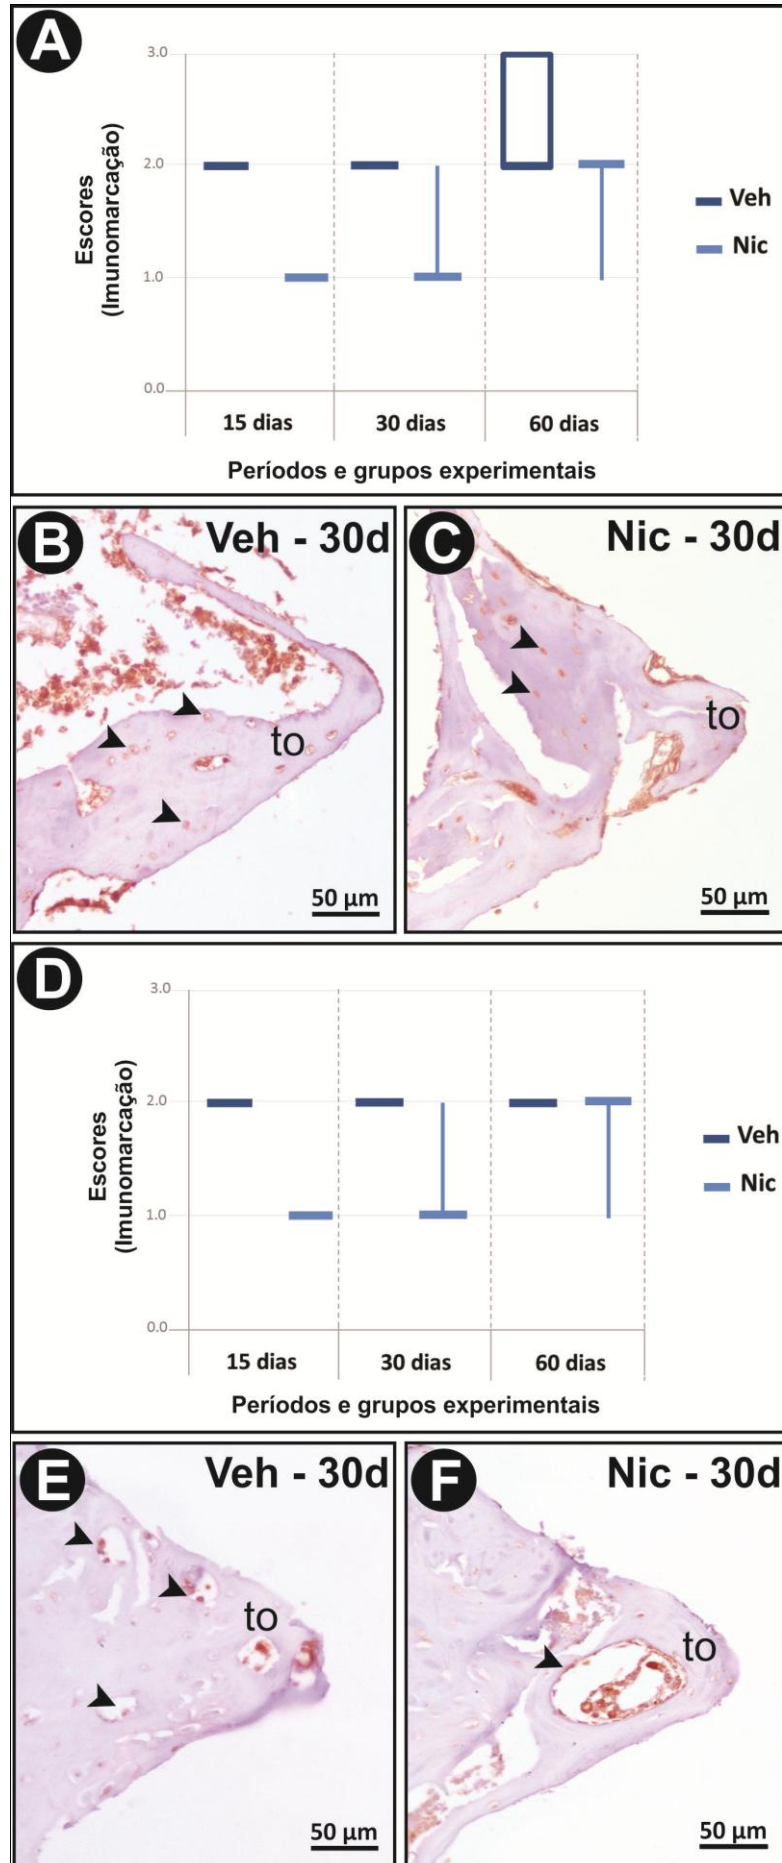 A
3.0
2.0
1.0
0.0
Escores
(Imunomarcação)
15 dias
30 dias
60 dias
Períodos e grupos experimentais
Veh
Nic
B
Veh - 30d
to
50 µm
C
Nic - 30d
to
50 µm
D
3.0
2.0
1.0
0.0
Escores
(Imunomarcação)
15 dias
30 dias
60 dias
Períodos e grupos experimentais
Veh
Nic
E
Veh - 30d
to
50 µm
F
Nic - 30d
to
50 µm